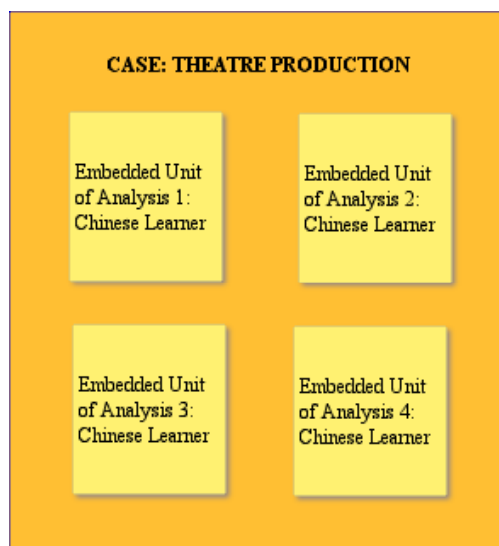 CASE: THEATRE PRODUCTION
Embedded Unit
of Analysis 1:
Chinese Learner
Embedded Unit
of Analysis 2:
Chinese Learner
Embedded Unit
of Analysis 3:
Chinese Learner
Embedded Unit
of Analysis 4:
Chinese Learner